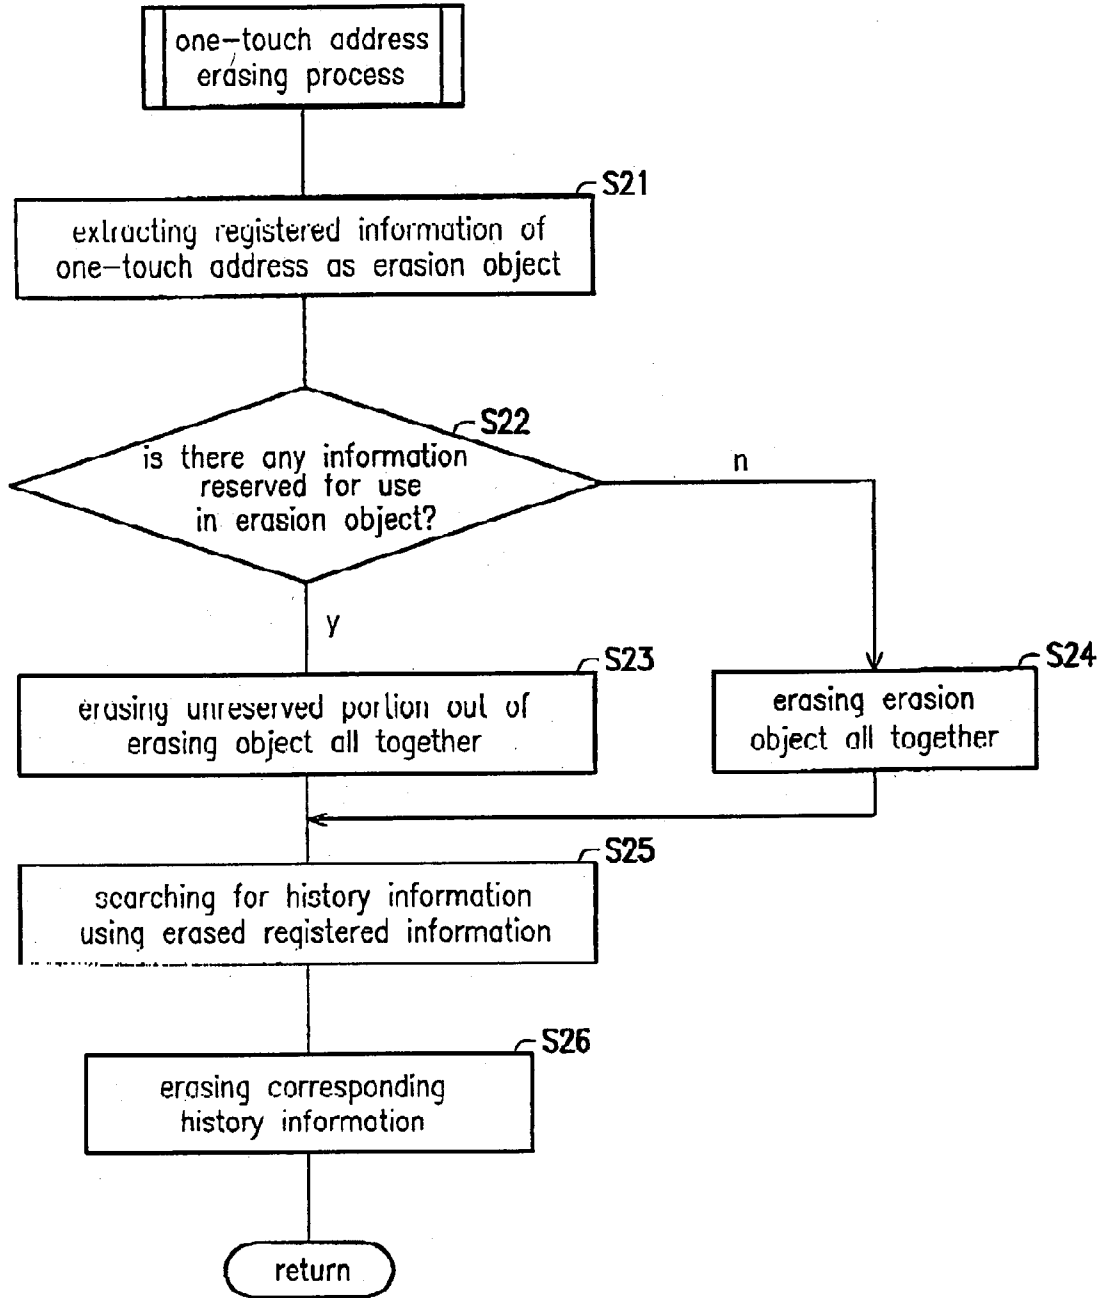 one-touch address
erasing process
S21
extracting registered information of
one-touch address as erasion object
S22
is there any information
reserved for use
in erasion object?
n
y
S23
erasing unreserved portion out of
erasing object all together
S24
erasing erasion
object all together
S25
searching for history information
using erased registered information
S26
erasing corresponding
history information
return